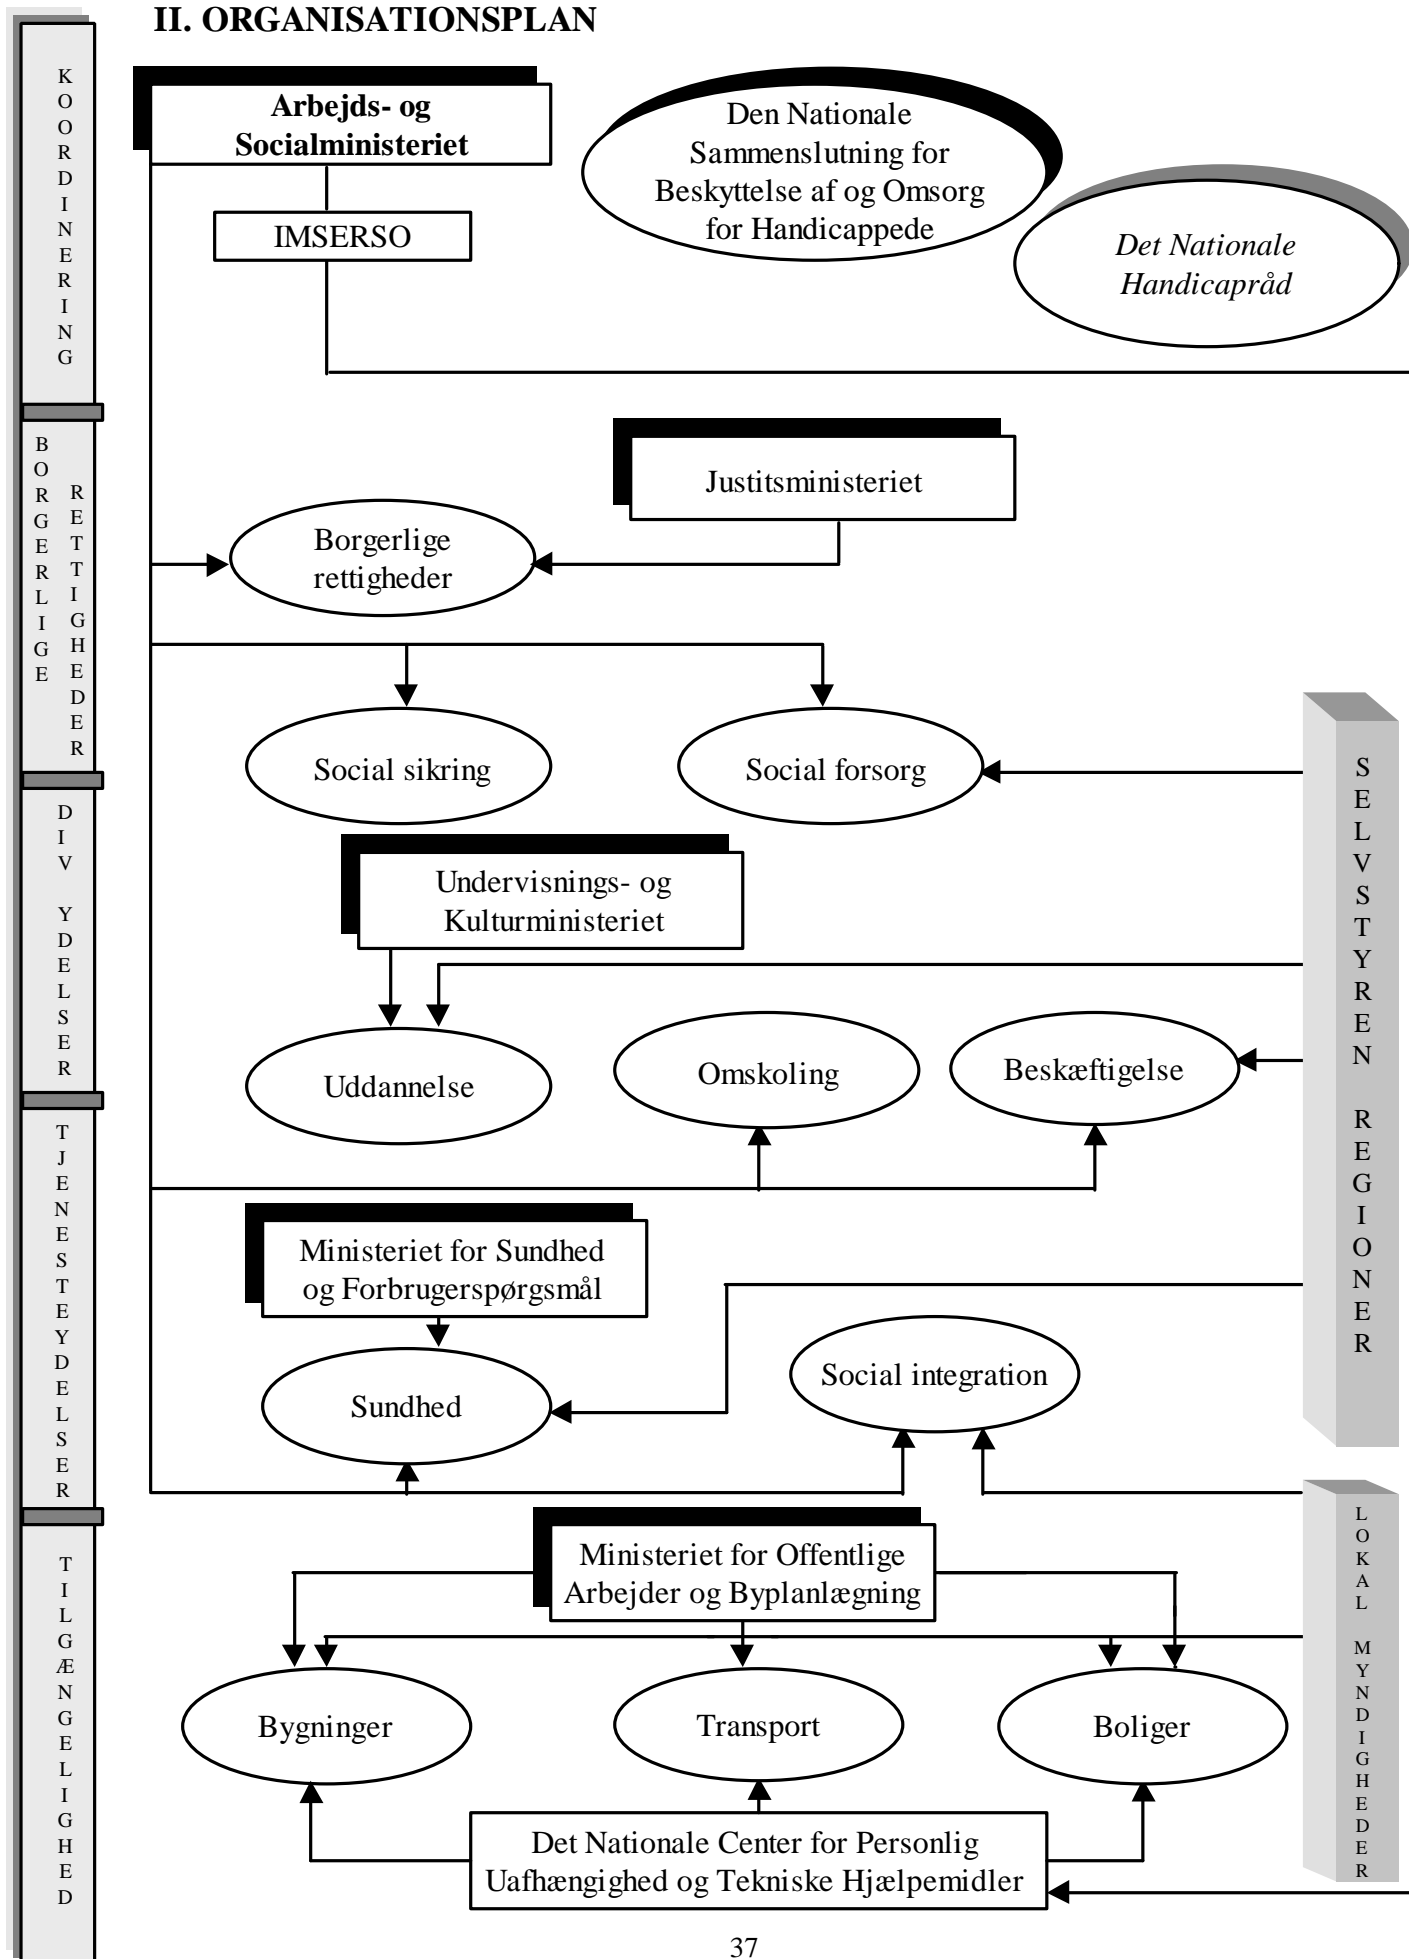 II. ORGANISATIONSPLAN
KOORDINERING
Arbejds- og
Socialministeriet
IMSERSO
Den Nationale
Sammenslutning for
Beskyttelse af og Omsorg
for Handicappede
Det Nationale
Handicapråd
BORGERLIGE
RETTIGHEDER
Justitsministeriet
Borgerlige
rettigheder
Social sikring
Social forsorg
SELVSTYREN REGIONER
DIV YDELSER
Undervisnings- og
Kulturministeriet
Uddannelse
Omskoling
Beskæftigelse
TJENESTEYDELSER
Ministeriet for Sundhed
og Forbrugerspørgsmål
Sundhed
Social integration
LOKAL MYNDIGHEDER
TILGÆNGELIGHED
Ministeriet for Offentlige
Arbejder og Byplanlægning
Bygninger
Transport
Boliger
Det Nationale Center for Personlig
Uafhængighed og Tekniske Hjælpemidler
37